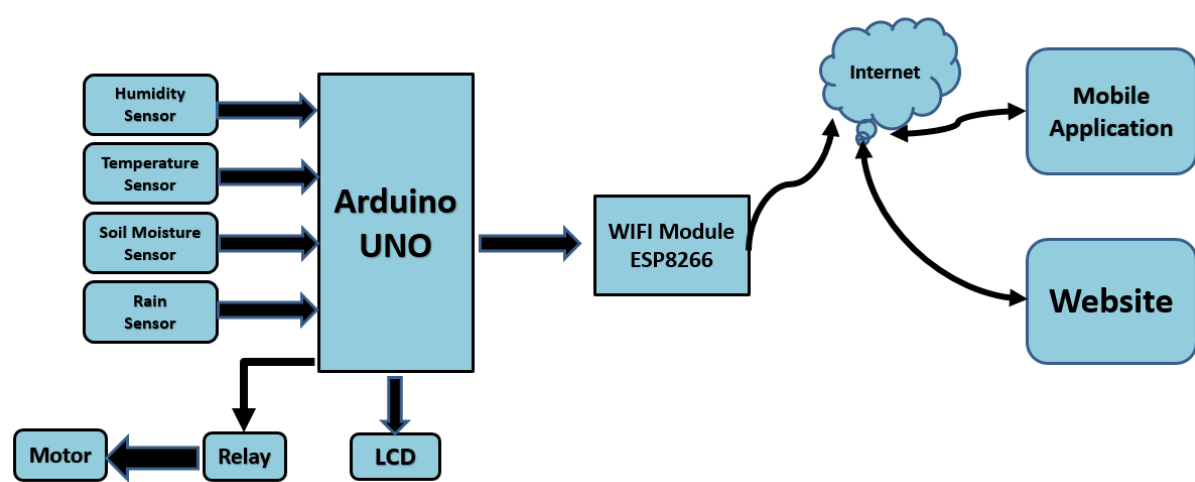 Humidity
Sensor
Temperature
Sensor
Soil Moisture
Sensor
Rain
Sensor
Arduino
UNO
WIFI Module
ESP8266
Internet
Mobile
Application
Website
Motor
Relay
LCD